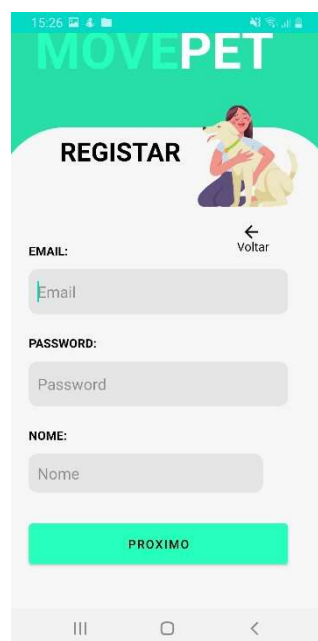 15:26
MOVEPET
REGISTAR
Voltar
EMAIL:
Email
PASSWORD:
Password
NOME:
Nome
PROXIMO